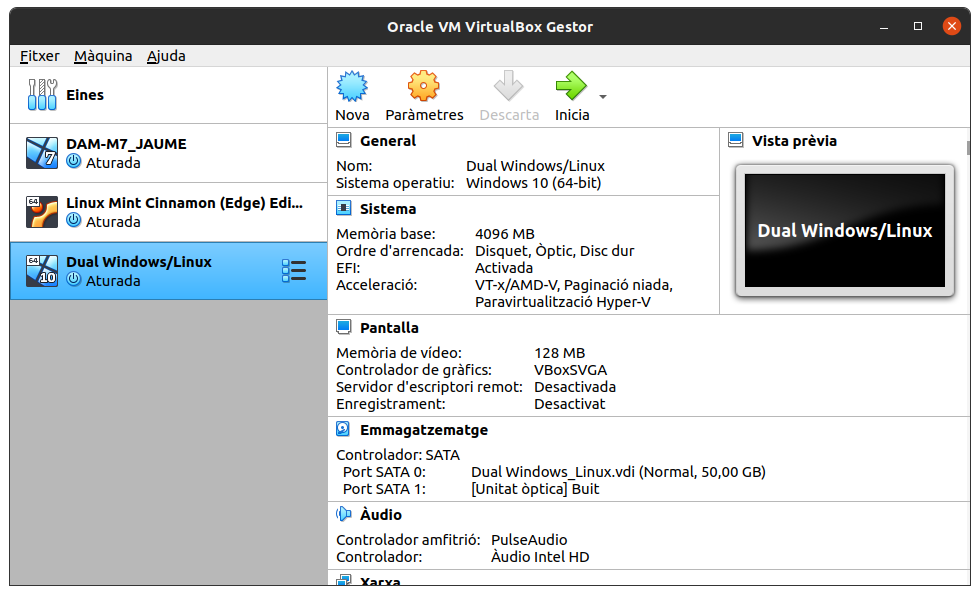 Oracle VM VirtualBox Gestor
Fitxer Màquina Ajuda
Eines
DAM-M7_JAUME
7
Aturada
64
Linux Mint Cinnamon (Edge) Edi...
Aturada
64
10
Dual Windows/Linux
Aturada
Nova Paràmetres Descarta Inicia
General
Nom: Dual Windows/Linux
Sistema operatiu: Windows 10 (64-bit)
Vista prèvia
Dual Windows/Linux
Sistema
Memòria base: 4096 MB
Ordre d'arrencada: Disquet, Òptic, Disc dur
EFI: Activada
Acceleració: VT-x/AMD-V, Paginació niada,
Paravirtualització Hyper-V
Pantalla
Memòria de vídeo: 128 MB
Controlador de gràfics: VBoxSVGA
Servidor d'escriptori remot: Desactivada
Enregistrament: Desactivat
Emmagatzematge
Controlador: SATA
Port SATA 0: Dual Windows_Linux.vdi (Normal, 50,00 GB)
Port SATA 1: [Unitat òptica] Buit
Àudio
Controlador amfitrió: PulseAudio
Controlador: Àudio Intel HD
Xarxa